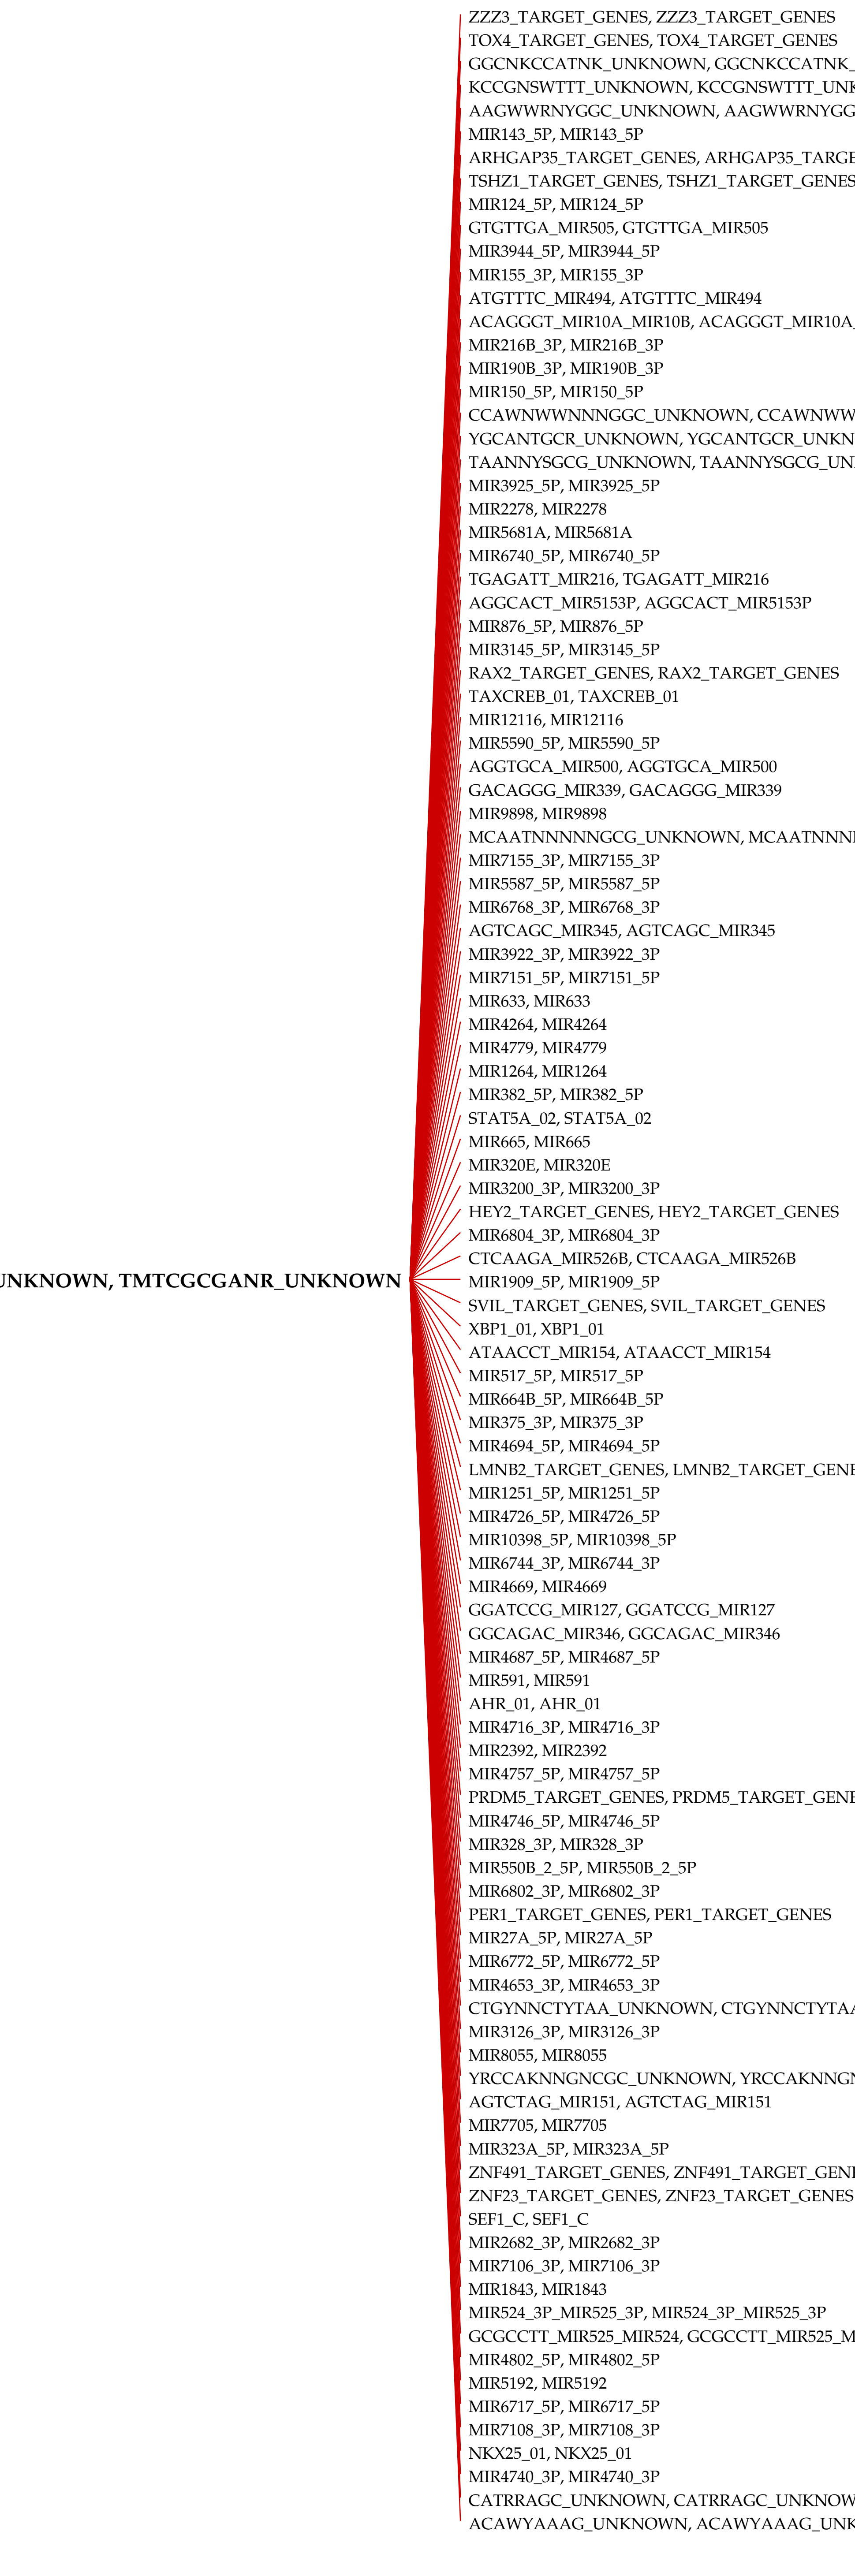 ZZZ3_TARGET_GENES, ZZZ3_TARGET_GENES
TOX4_TARGET_GENES, TOX4_TARGET_GENES
GGCNKCCATNK_UNKNOWN, GGCNKCCATNK_
KCCGNSWTTT_UNKNOWN, KCCGNSWTTT_UNK
AAGWWRNYGGC_UNKNOWN, AAGWWRNYGG
MIR143_5P, MIR143_5P
ARHGAP35_TARGET_GENES, ARHGAP35_TARGE
TSHZ1_TARGET_GENES, TSHZ1_TARGET_GENES
MIR124_5P, MIR124_5P
GTGTTGA_MIR505, GTGTTGA_MIR505
MIR3944_5P, MIR3944_5P
MIR155_3P, MIR155_3P
ATGTTTC_MIR494, ATGTTTC_MIR494
ACAGGGT_MIR10A_MIR10B, ACAGGGT_MIR10A_
MIR216B_3P, MIR216B_3P
MIR190B_3P, MIR190B_3P
MIR150_5P, MIR150_5P
CCAWNWWNNNGGC_UNKNOWN, CCAWNWW
YGCANTGCR_UNKNOWN, YGCANTGCR_UNKN
TAANNYSGCG_UNKNOWN, TAANNYSGCG_UN
MIR3925_5P, MIR3925_5P
MIR2278, MIR2278
MIR5681A, MIR5681A
MIR6740_5P, MIR6740_5P
TGAGATT_MIR216, TGAGATT_MIR216
AGGCACT_MIR5153P, AGGCACT_MIR5153P
MIR876_5P, MIR876_5P
MIR3145_5P, MIR3145_5P
RAX2_TARGET_GENES, RAX2_TARGET_GENES
TAXCREB_01, TAXCREB_01
MIR12116, MIR12116
MIR5590_5P, MIR5590_5P
AGGTGCA_MIR500, AGGTGCA_MIR500
GACAGGG_MIR339, GACAGGG_MIR339
MIR9898, MIR9898
MCAATNNNNNGCG_UNKNOWN, MCAATNNN
MIR7155_3P, MIR7155_3P
MIR5587_5P, MIR5587_5P
MIR6768_3P, MIR6768_3P
AGTCAGC_MIR345, AGTCAGC_MIR345
MIR3922_3P, MIR3922_3P
MIR7151_5P, MIR7151_5P
MIR633, MIR633
MIR4264, MIR4264
MIR4779, MIR4779
MIR1264, MIR1264
MIR382_5P, MIR382_5P
STAT5A_02, STAT5A_02
MIR665, MIR665
MIR320E, MIR320E
MIR3200_3P, MIR3200_3P
HEY2_TARGET_GENES, HEY2_TARGET_GENES
MIR6804_3P, MIR6804_3P
CTCAAGA_MIR526B, CTCAAGA_MIR526B
UNKNOWN, TMTCGCGANR_UNKNOWN
MIR1909_5P, MIR1909_5P
SVIL_TARGET_GENES, SVIL_TARGET_GENES
XBP1_01, XBP1_01
ATAACCT_MIR154, ATAACCT_MIR154
MIR517_5P, MIR517_5P
MIR664B_5P, MIR664B_5P
MIR375_3P, MIR375_3P
MIR4694_5P, MIR4694_5P
LMNB2_TARGET_GENES, LMNB2_TARGET_GENE
MIR1251_5P, MIR1251_5P
MIR4726_5P, MIR4726_5P
MIR10398_5P, MIR10398_5P
MIR6744_3P, MIR6744_3P
MIR4669, MIR4669
GGATCCG_MIR127, GGATCCG_MIR127
GGCAGAC_MIR346, GGCAGAC_MIR346
MIR4687_5P, MIR4687_5P
MIR591, MIR591
AHR_01, AHR_01
MIR4716_3P, MIR4716_3P
MIR2392, MIR2392
MIR4757_5P, MIR4757_5P
PRDM5_TARGET_GENES, PRDM5_TARGET_GENE
MIR4746_5P, MIR4746_5P
MIR328_3P, MIR328_3P
MIR550B_2_5P, MIR550B_2_5P
MIR6802_3P, MIR6802_3P
PER1_TARGET_GENES, PER1_TARGET_GENES
MIR27A_5P, MIR27A_5P
MIR6772_5P, MIR6772_5P
MIR4653_3P, MIR4653_3P
CTGYNNCTYTAA_UNKNOWN, CTGYNNCTYTAA
MIR3126_3P, MIR3126_3P
MIR8055, MIR8055
YRCCAKNNGNCGC_UNKNOWN, YRCCAKNNGN
AGTCTAG_MIR151, AGTCTAG_MIR151
MIR7705, MIR7705
MIR323A_5P, MIR323A_5P
ZNF491_TARGET_GENES, ZNF491_TARGET_GEN
ZNF23_TARGET_GENES, ZNF23_TARGET_GENES
SEF1_C, SEF1_C
MIR2682_3P, MIR2682_3P
MIR7106_3P, MIR7106_3P
MIR1843, MIR1843
MIR524_3P_MIR525_3P, MIR524_3P_MIR525_3P
GCGCCTT_MIR525_MIR524, GCGCCTT_MIR525_M
MIR4802_5P, MIR4802_5P
MIR5192, MIR5192
MIR6717_5P, MIR6717_5P
MIR7108_3P, MIR7108_3P
NKX25_01, NKX25_01
MIR4740_3P, MIR4740_3P
CATRRAGC_UNKNOWN, CATRRAGC_UNKNOW
ACAWYAAAG_UNKNOWN, ACAWYAAAG_UNK